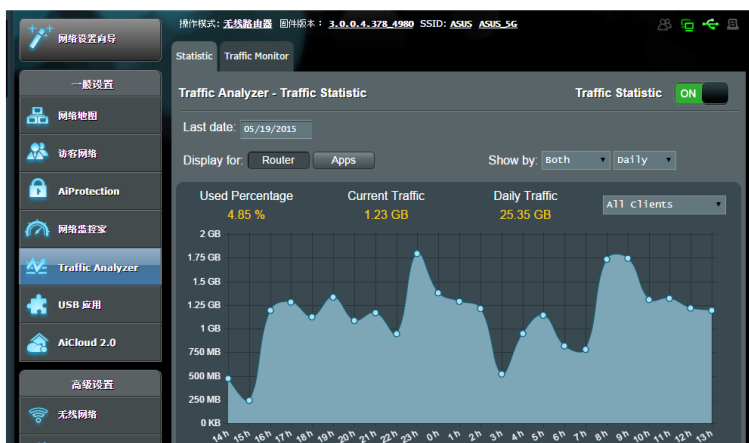 操作模式: 无线路由器 固件版本: 3.0.0.4.378_4980 SSID: ASUS ASUS_5G
网络设置向导
一般设置
网络地图
访客网络
AiProtection
网络监控家
Traffic Analyzer
USB 应用
AiCloud 2.0
高级设置
无线网络
Statistic Traffic Monitor
Traffic Analyzer - Traffic Statistic Traffic Statistic ON
Last date: 05/19/2015
Display for: Router Apps Show by: Both Daily
Used Percentage Current Traffic Daily Traffic
4.85 % 1.23 GB 25.35 GB
All Clients
2 GB
1.75 GB
1.5 GB
1.25 GB
1 GB
750 MB
500 MB
250 MB
0 KB
14h 15h 16h 17h 18h 19h 20h 21h 22h 23h 0h 1h 2h 3h 4h 5h 6h 7h 8h 9h 10h 11h 12h 13h